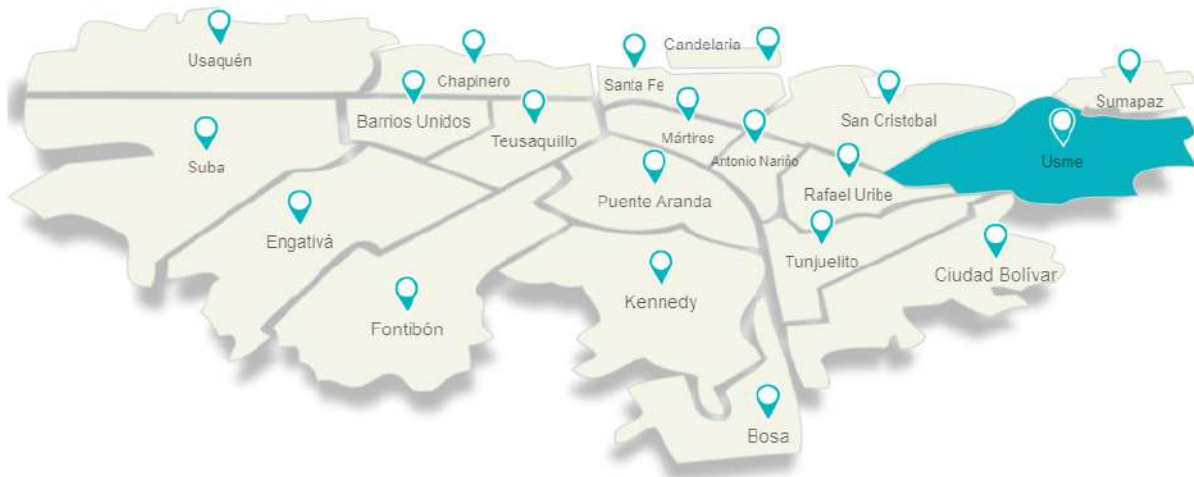 Candelaria
Usaquén
Chapinero
Santa Fe
Sumapaz
Barrios Unidos
San Cristobal
Teusaquillo
Mártires
Antonio Nariño
Usme
Suba
Rafael Uribe
Puente Aranda
Engativá
Tunjuelito
Ciudad Bolívar
Kennedy
Fontibón
Bosa